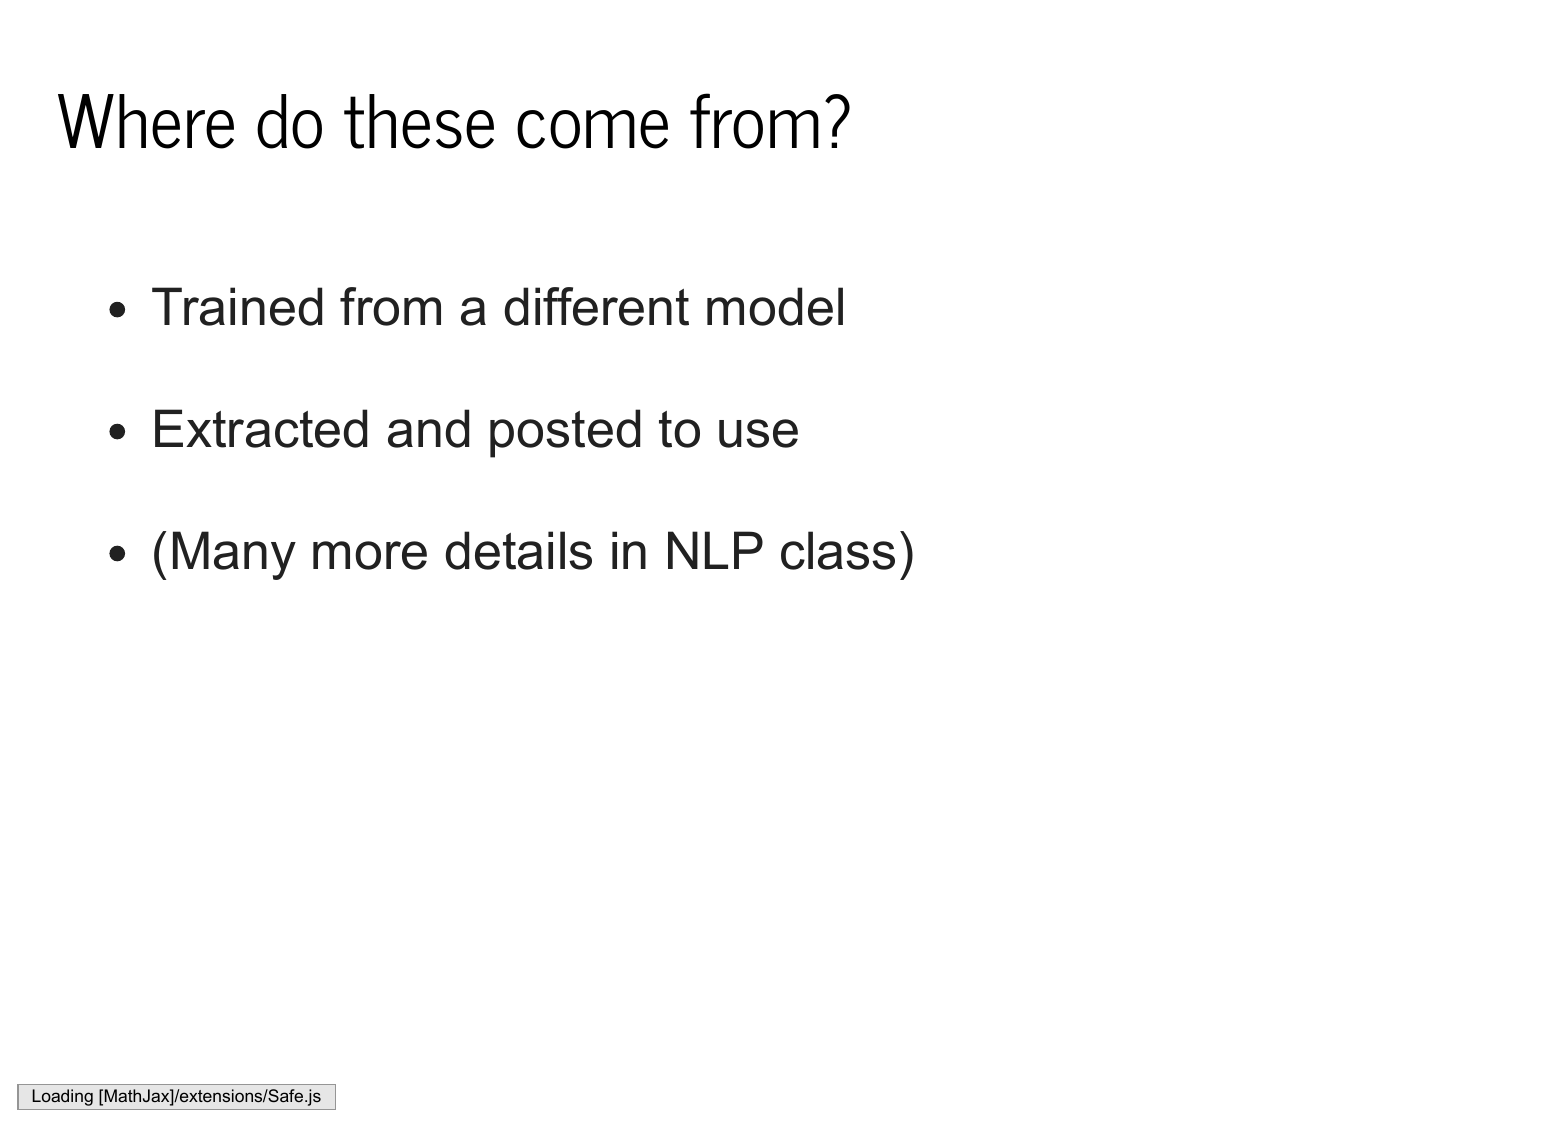 Where do these come from?
Trained from a different model
Extracted and posted to use
(Many more details in NLP class)
Loading [MathJax]/extensions/Safe.js